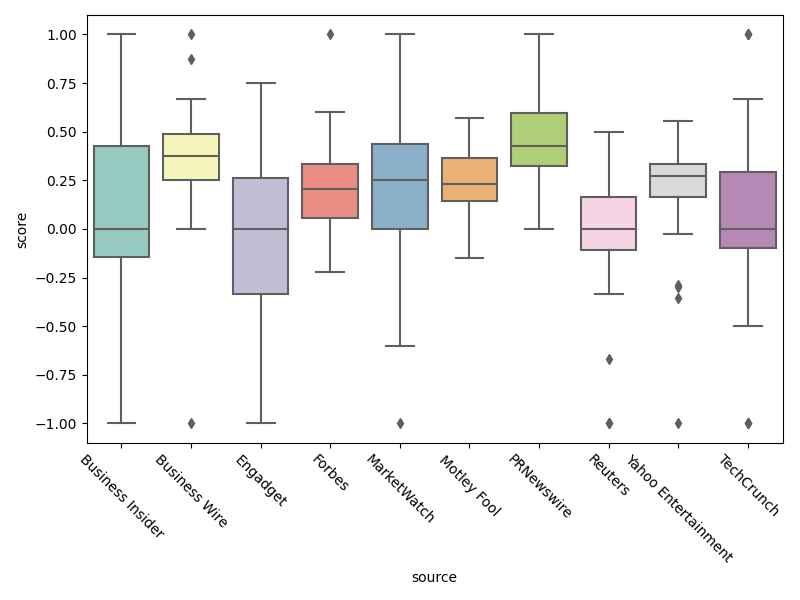 1.00
0.75
0.50
0.25
0.00
−0.25
−0.50
−0.75
−1.00
score
Business Insider
Business Wire
Engadget
Forbes
MarketWatch
Motley Fool
PRNewswire
Reuters
Yahoo Entertainment
TechCrunch
source